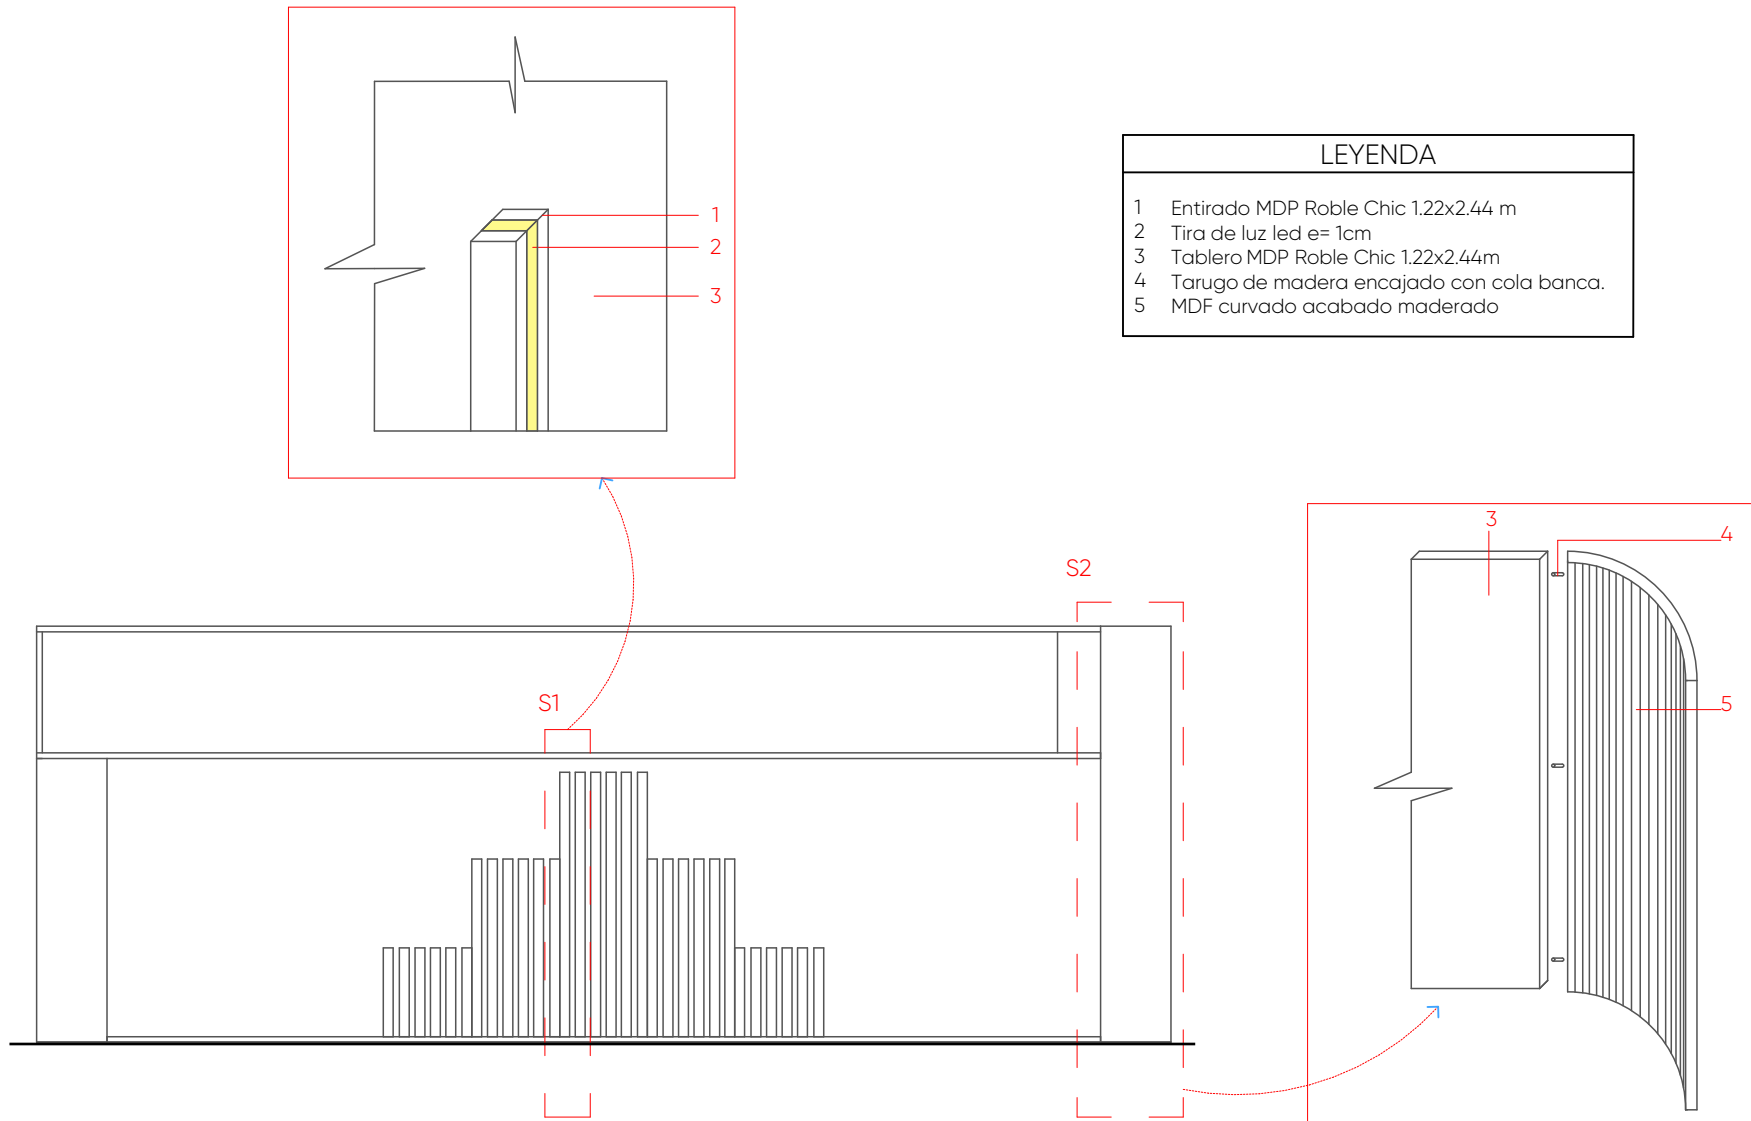 1
2
3
LEYENDA
1 Entirado MDP Roble Chic 1.22x2.44 m
2 Tira de luz led e= 1cm
3 Tablero MDP Roble Chic 1.22x2.44m
4 Tarugo de madera encajado con cola banca.
5 MDF curvado acabado maderado
S1
S2
3
4
5